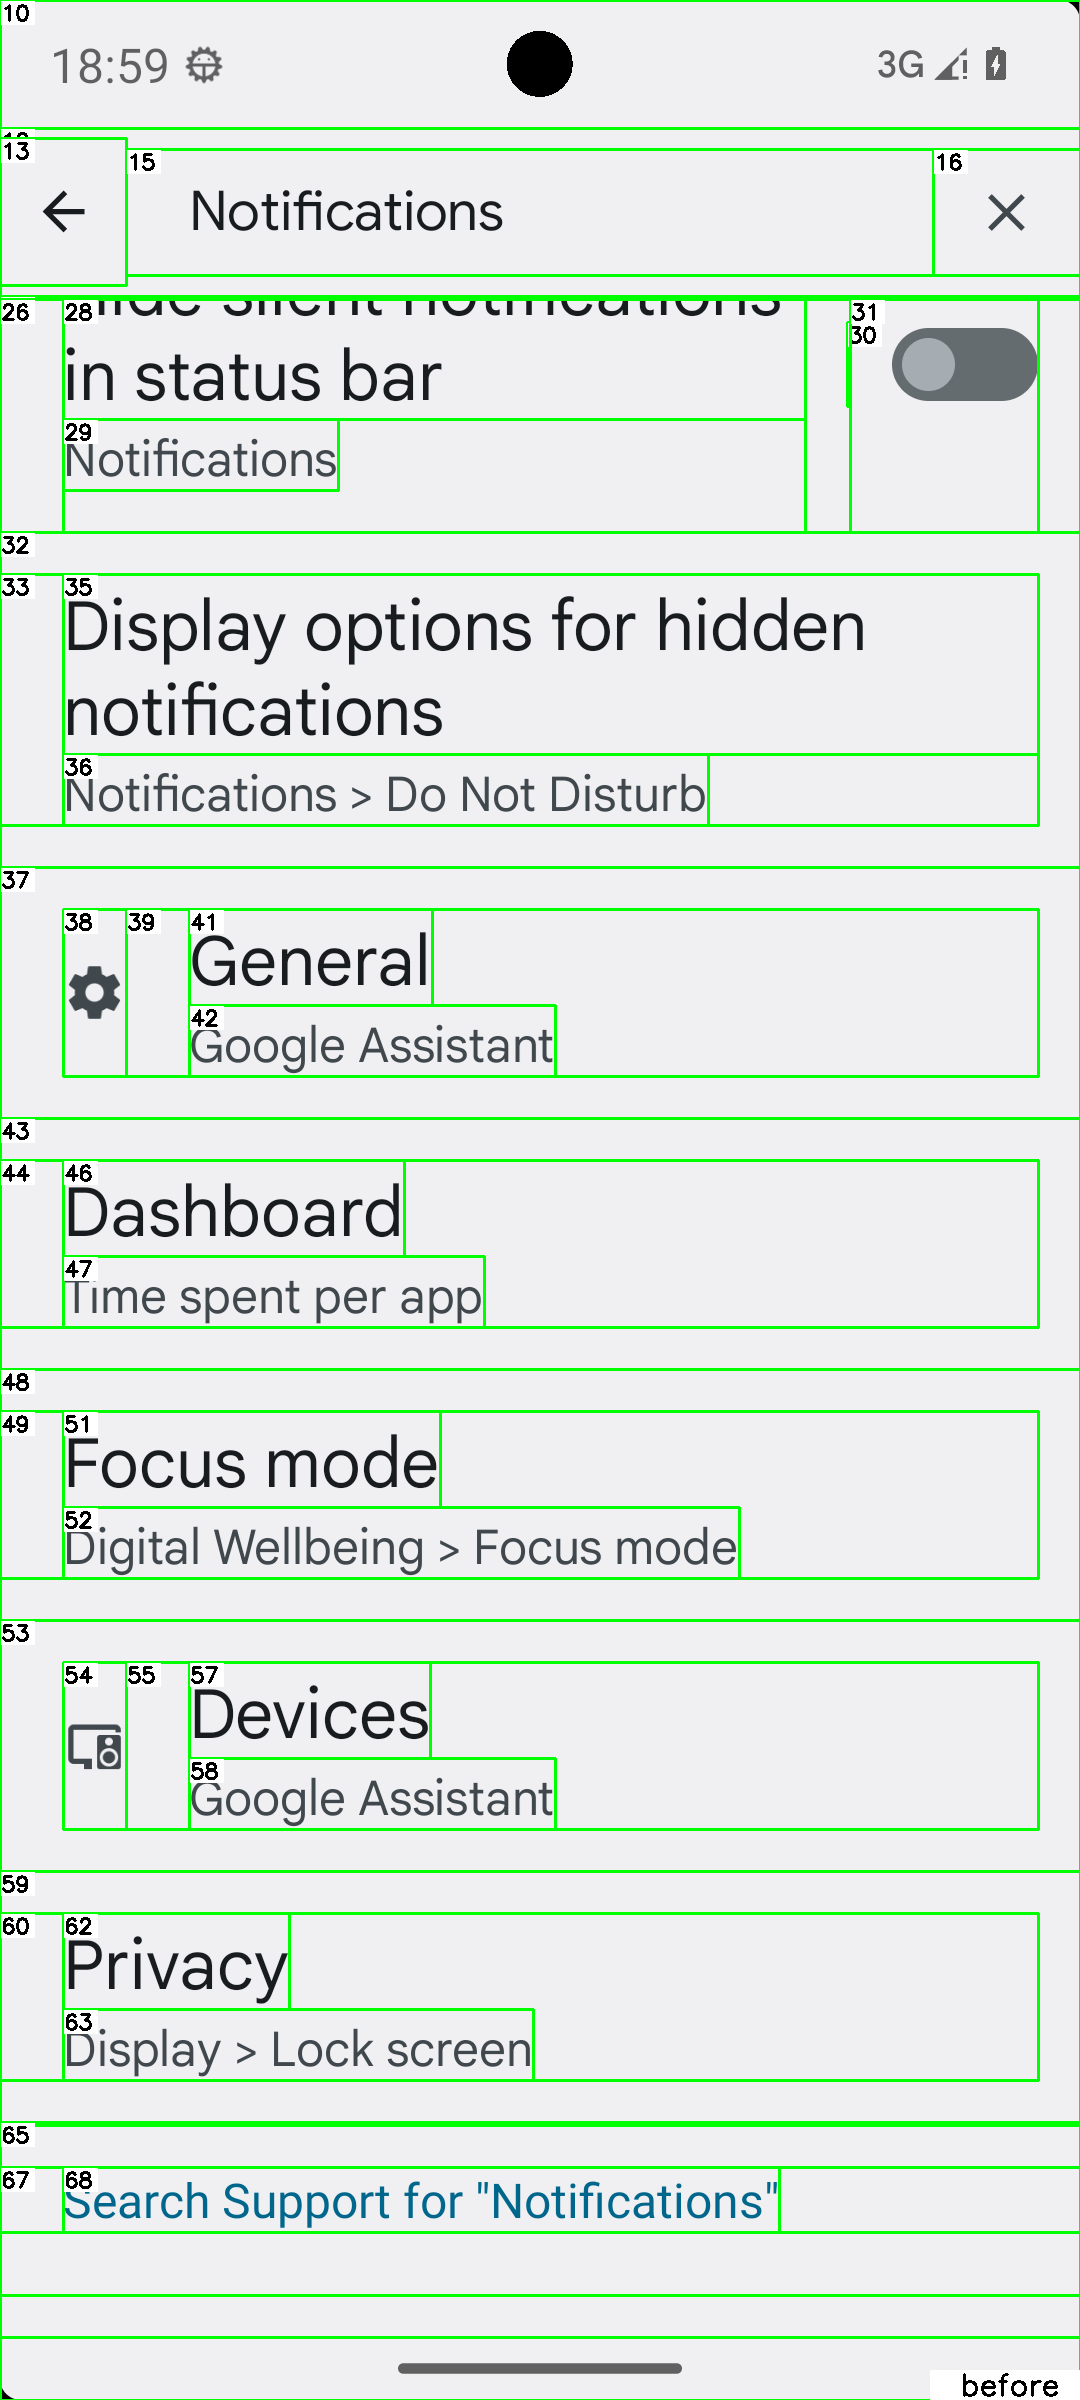 10
18:59
3G
13
15
Notifications
16
26
28
Hide silent notifications
31
30
in status bar
29
Notifications
32
33
35
Display options for hidden
notifications
36
Notifications > Do Not Disturb
37
38
39
41
General
42
Google Assistant
43
44
46
Dashboard
47
Time spent per app
48
49
51
Focus mode
52
Digital Wellbeing > Focus mode
53
54
55
57
Devices
58
Google Assistant
59
60
62
Privacy
63
Display > Lock screen
65
67
68
Search Support for "Notifications"
before